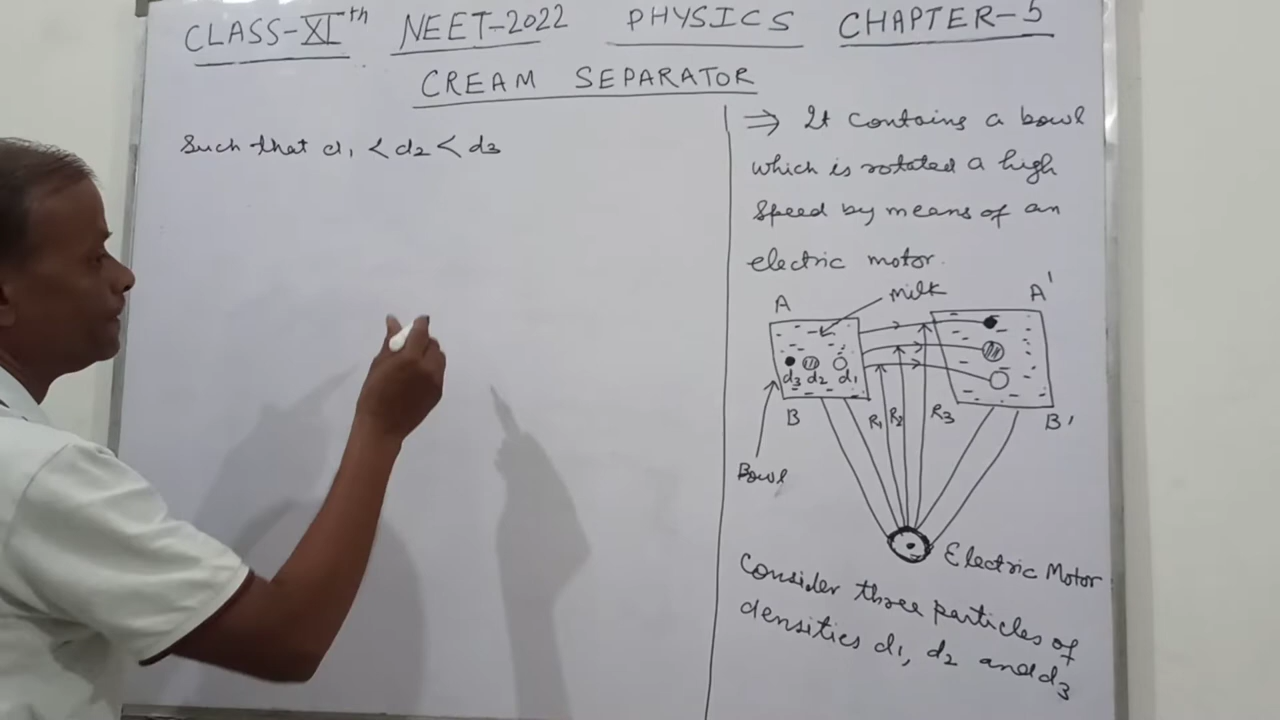 CLASS-XIth NEET-2022 PHYSICS CHAPTER-5
CREAM SEPARATOR
Such that d1 < d2 < d3
⇒ It contains a bowl
which is rotated a high
speed by means of an
electric motor.
Milk
A
A'
d3 d2 d1
B
B'
R1 R2 R3
Bowl
Electric Motor
Consider three particles of
densities d1, d2 and d3